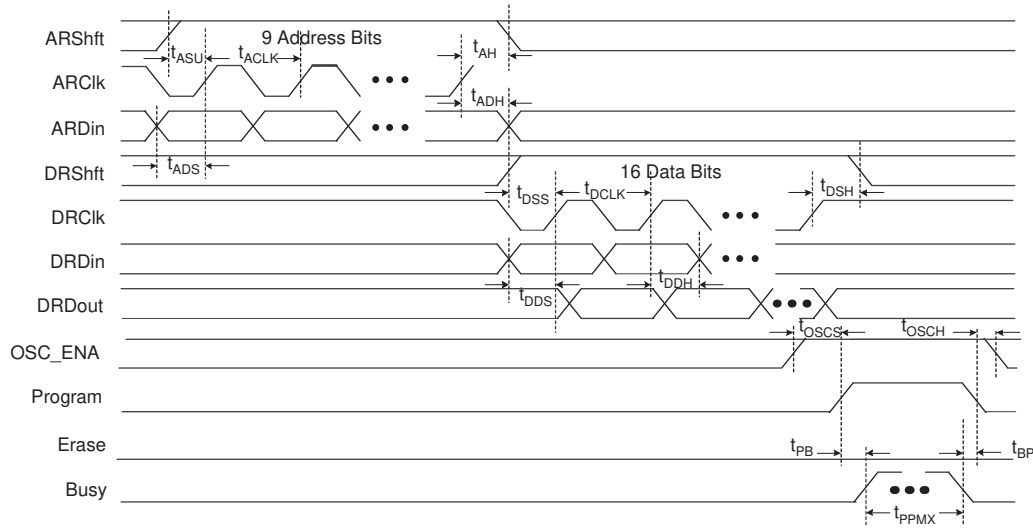 ARShft
9 Address Bits
tASU
tACLK
tAH
ARClk
tADH
ARDin
tADS
DRShft
16 Data Bits
tDSS
tDCLK
tDSH
DRClk
DRDin
tDDS
tDDH
DRDout
tOSCS
tOSCH
OSC_ENA
Program
Erase
tPB
tBP
Busy
tPPMX